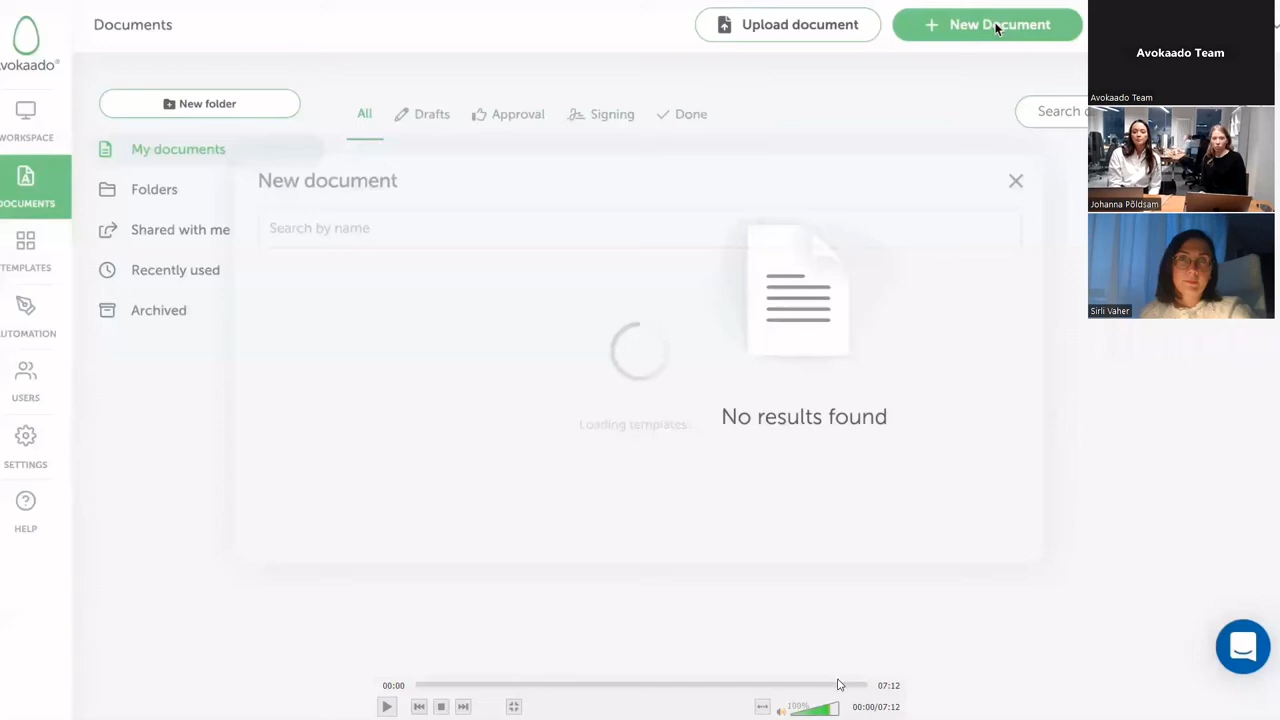 Documents
Upload document
+ New Document
Avokaado Team
Avokaado Team
vokaado®
New folder
All
Drafts
Approval
Signing
Done
Search
WORKSPACE
My documents
New document
DOCUMENTS
Folders
Johanna Põldsam
Shared with me
Search by name
TEMPLATES
Recently used
Archived
Sirli Vaher
AUTOMATION
USERS
Loading templates
No results found
SETTINGS
HELP
00:00
07:12
100%
00:00/07:12